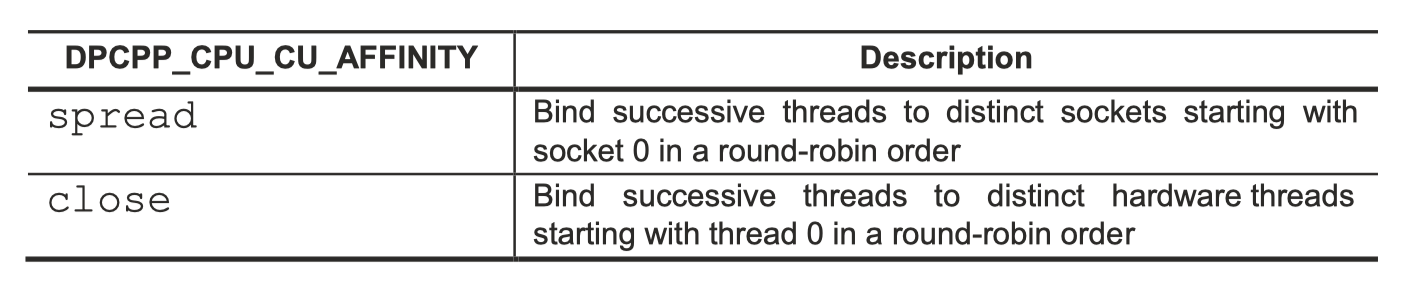 DPCPP_CPU_CU_AFFINITY Description
spread Bind successive threads to distinct sockets starting with
socket 0 in a round-robin order
close Bind successive threads to distinct hardware threads
starting with thread 0 in a round-robin order